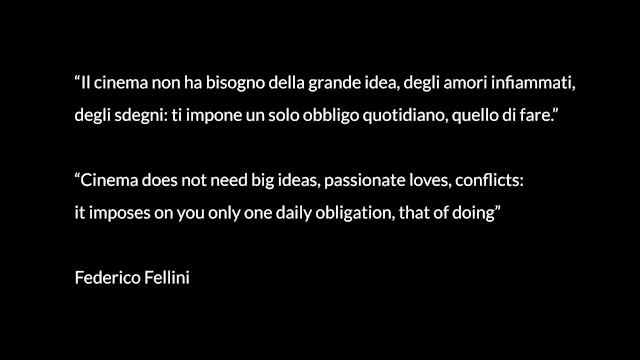 “Il cinema non ha bisogno della grande idea, degli amori infiammati,
degli sdegni: ti impone un solo obbligo quotidiano, quello di fare.”
“Cinema does not need big ideas, passionate loves, conflicts:
it imposes on you only one daily obligation, that of doing”
Federico Fellini